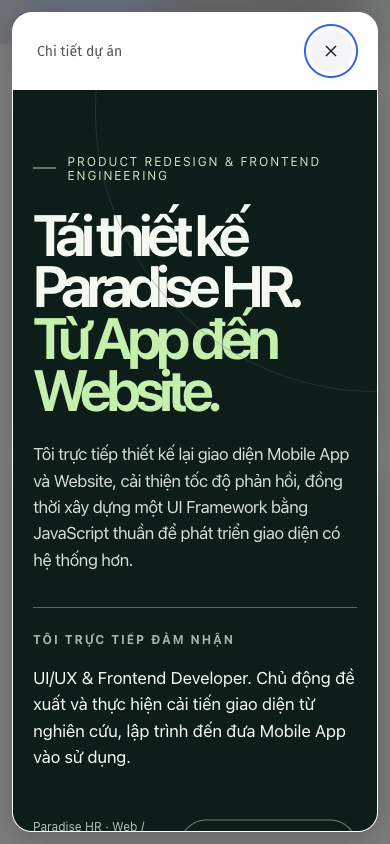 Chi tiết dự án
PRODUCT REDESIGN & FRONTEND
ENGINEERING
Tái thiết kế
Paradise HR.
Từ App đến
Website.
Tôi trực tiếp thiết kế lại giao diện Mobile App
và Website, cải thiện tốc độ phản hồi, đồng
thời xây dựng một UI Framework bằng
JavaScript thuần để phát triển giao diện có
hệ thống hơn.
TÔI TRỰC TIẾP ĐẢM NHẬN
UI/UX & Frontend Developer. Chủ động đề
xuất và thực hiện cải tiến giao diện từ
nghiên cứu, lập trình đến đưa Mobile App
vào sử dụng.
Paradise HR · Web /